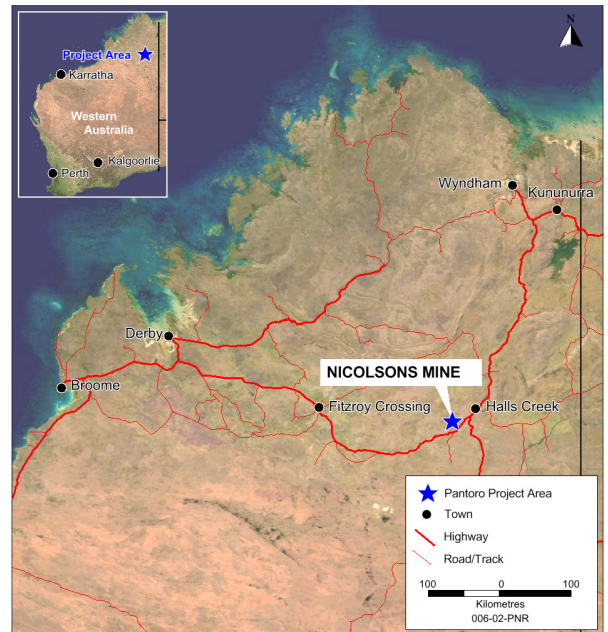 N
Project Area
Karratha
Western
Australia
Kalgoorlie
Perth
Wyndham
Kununurra
Derby
NICOLSONS MINE
Broome
Fitzroy Crossing
Halls Creek
Pantoro Project Area
Town
Highway
Road/Track
100 0 100
Kilometres
006-02-PNR